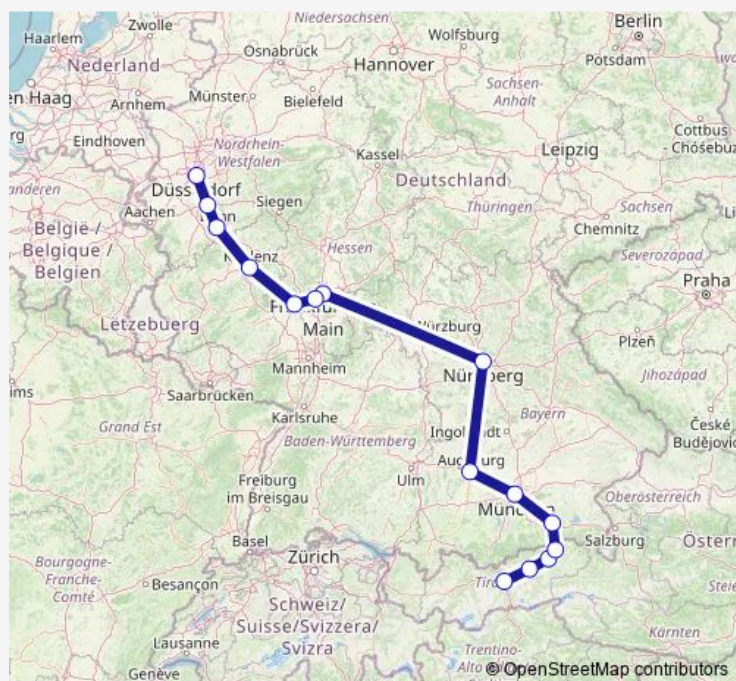 Zwolle
Niedersachsen
Haarlem
Wolfsburg
Berlin
Nederland
Osnabrück
Hannover
Potsdam
en Haag
Arnhem
Münster
Bielefeld
Sachsen-
Anhalt
Eindhoven
Nordrhein-
Westfalen
Kassel
Leipzig
Cottbus
- Chóśebuz
Deutschland
Aachen
Siegen
Thüringen
Sachsen
België /
Belgique /
Belgien
Chemnitz
Hessen
Severozápad
Praha
Lëtzebuerg
Main
Plzeň
Mannheim
Jihozápad
Saarbrücken
Grand Est
Karlsruhe
Bayern
České
Budějovic
Baden-Württemberg
Ulm
Oberösterreich
Freiburg
im Breisgau
Salzburg
Basel
Zürich
Bourgogne-
Franche-
Comté
Besançon
Schweiz/
Suisse/Svizzera/
Svizra
Kärnten
Lausanne
Trentino-
Genève
© OpenStreetMap contributors